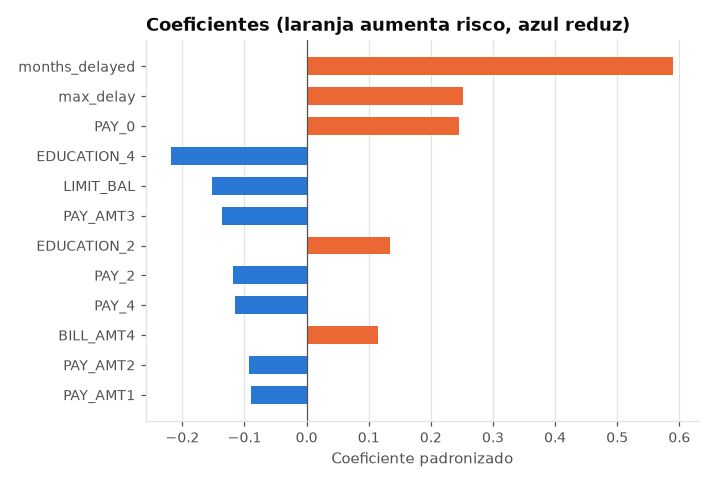 Coeficientes (laranja aumenta risco, azul reduz)
months_delayed
max_delay
PAY_0
EDUCATION_4
LIMIT_BAL
PAY_AMT3
EDUCATION_2
PAY_2
PAY_4
BILL_AMT4
PAY_AMT2
PAY_AMT1
−0.2 −0.1 0.0 0.1 0.2 0.3 0.4 0.5 0.6
Coeficiente padronizado